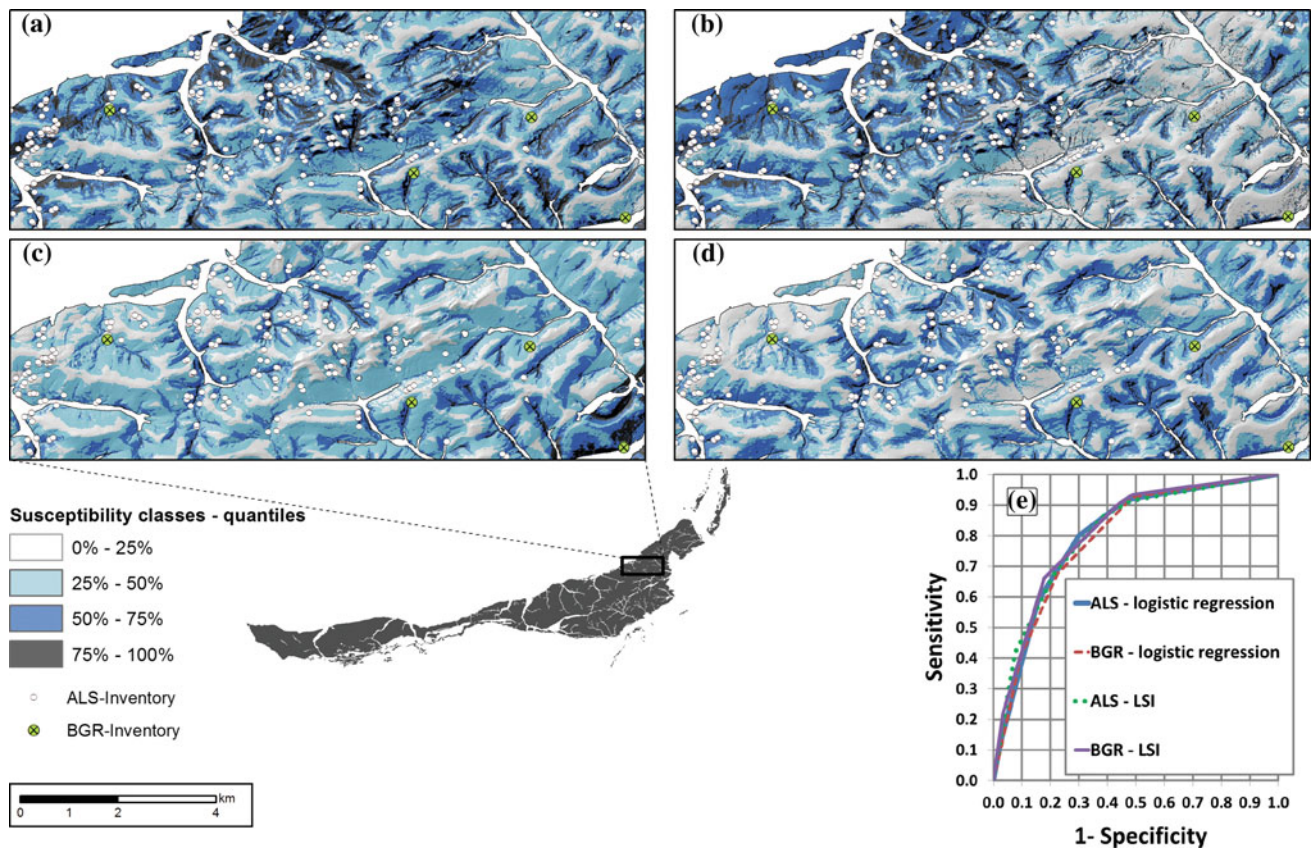 (a)
(b)
(c)
(d)
Susceptibility classes - quantiles
0% - 25%
25% - 50%
50% - 75%
75% - 100%
ALS-Inventory
BGR-Inventory
km
0 1 2 4
(e)
1.0
0.9
0.8
0.7
0.6
0.5
0.4
0.3
0.2
0.1
0.0
Sensitivity
ALS - logistic regression
BGR - logistic regression
ALS - LSI
BGR - LSI
0.0 0.1 0.2 0.3 0.4 0.5 0.6 0.7 0.8 0.9 1.0
1- Specificity